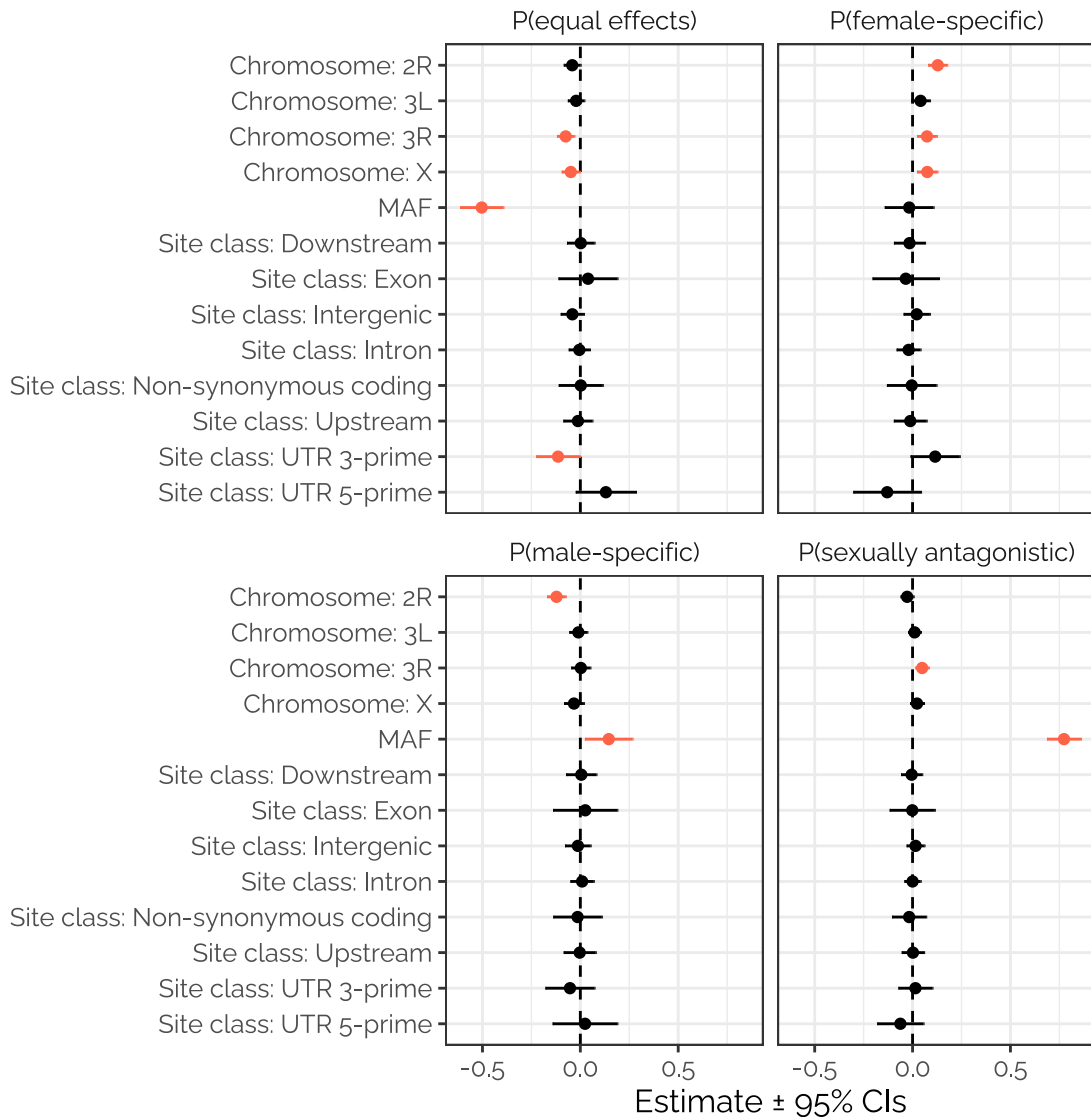 P(equal effects) P(female-specific)
Chromosome: 2R
Chromosome: 3L
Chromosome: 3R
Chromosome: X
MAF
Site class: Downstream
Site class: Exon
Site class: Intergenic
Site class: Intron
Site class: Non-synonymous coding
Site class: Upstream
Site class: UTR 3-prime
Site class: UTR 5-prime
P(male-specific) P(sexually antagonistic)
Chromosome: 2R
Chromosome: 3L
Chromosome: 3R
Chromosome: X
MAF
Site class: Downstream
Site class: Exon
Site class: Intergenic
Site class: Intron
Site class: Non-synonymous coding
Site class: Upstream
Site class: UTR 3-prime
Site class: UTR 5-prime
-0.5 0.0 0.5 -0.5 0.0 0.5
Estimate ± 95% CIs